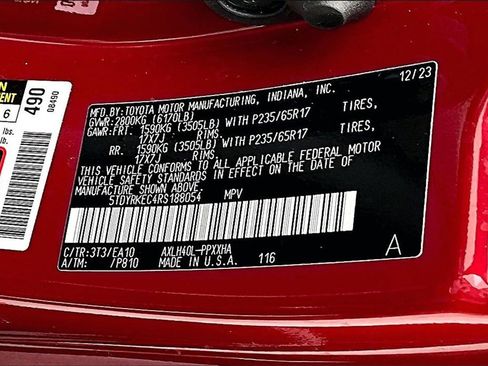 12/23
MFD.BY:TOYOTA MOTOR MANUFACTURING, INDIANA, INC.
GVWR:2800KG (6170LB)
GAWR:FRT. 1590KG (3505LB) WITH P235/65R17 TIRES,
17X7J RIMS
RR. 1590KG (3505LB) WITH P235/65R17 TIRES,
17X7J RIMS
THIS VEHICLE CONFORMS TO ALL APPLICABLE FEDERAL MOTOR
VEHICLE SAFETY STANDARDS IN EFFECT ON THE DATE OF
MANUFACTURE SHOWN ABOVE.
5TDYRKEC4RS188054 MPV
C/TR:3T3/EA10 AXLH40L-PPXXHA
A/TM: /P810 MADE IN U.S.A. 116
A
6
490
08490
lbs.
lbs.